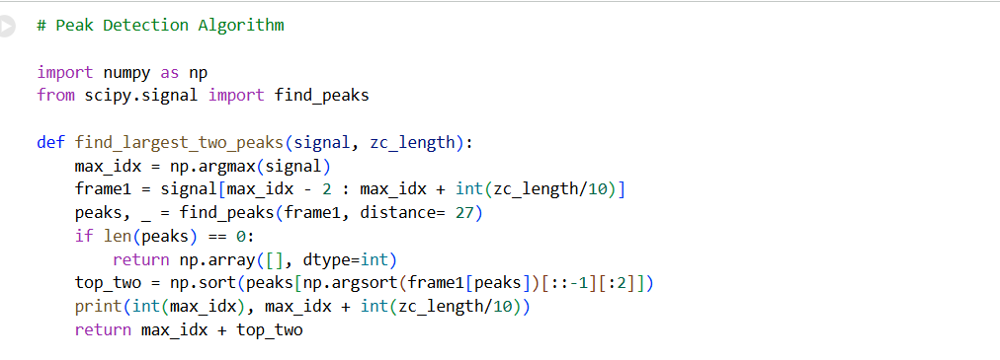 # Peak Detection Algorithm
import numpy as np
from scipy.signal import find_peaks
def find_largest_two_peaks(signal, zc_length):
    max_idx = np.argmax(signal)
    frame1 = signal[max_idx - 2 : max_idx + int(zc_length/10)]
    peaks, _ = find_peaks(frame1, distance= 27)
    if len(peaks) == 0:
        return np.array([], dtype=int)
    top_two = np.sort(peaks[np.argsort(frame1[peaks])[::-1][:2]])
    print(int(max_idx), max_idx + int(zc_length/10))
    return max_idx + top_two